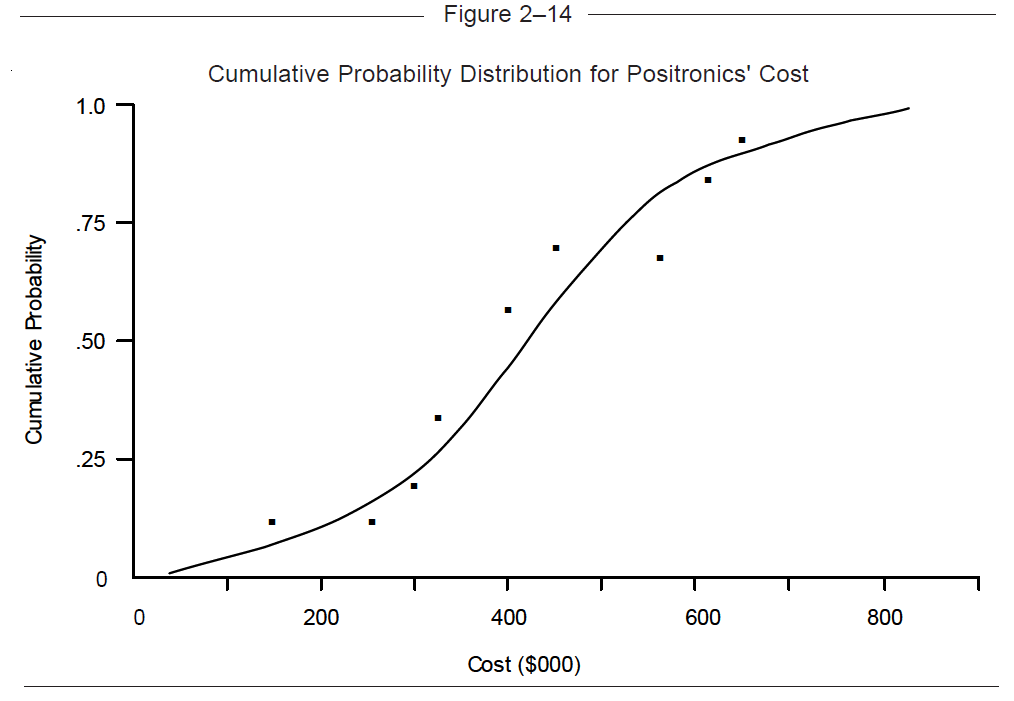 Figure 2–14
Cumulative Probability Distribution for Positronics' Cost
1.0
.75
.50
.25
0
Cumulative Probability
0 200 400 600 800
Cost ($000)